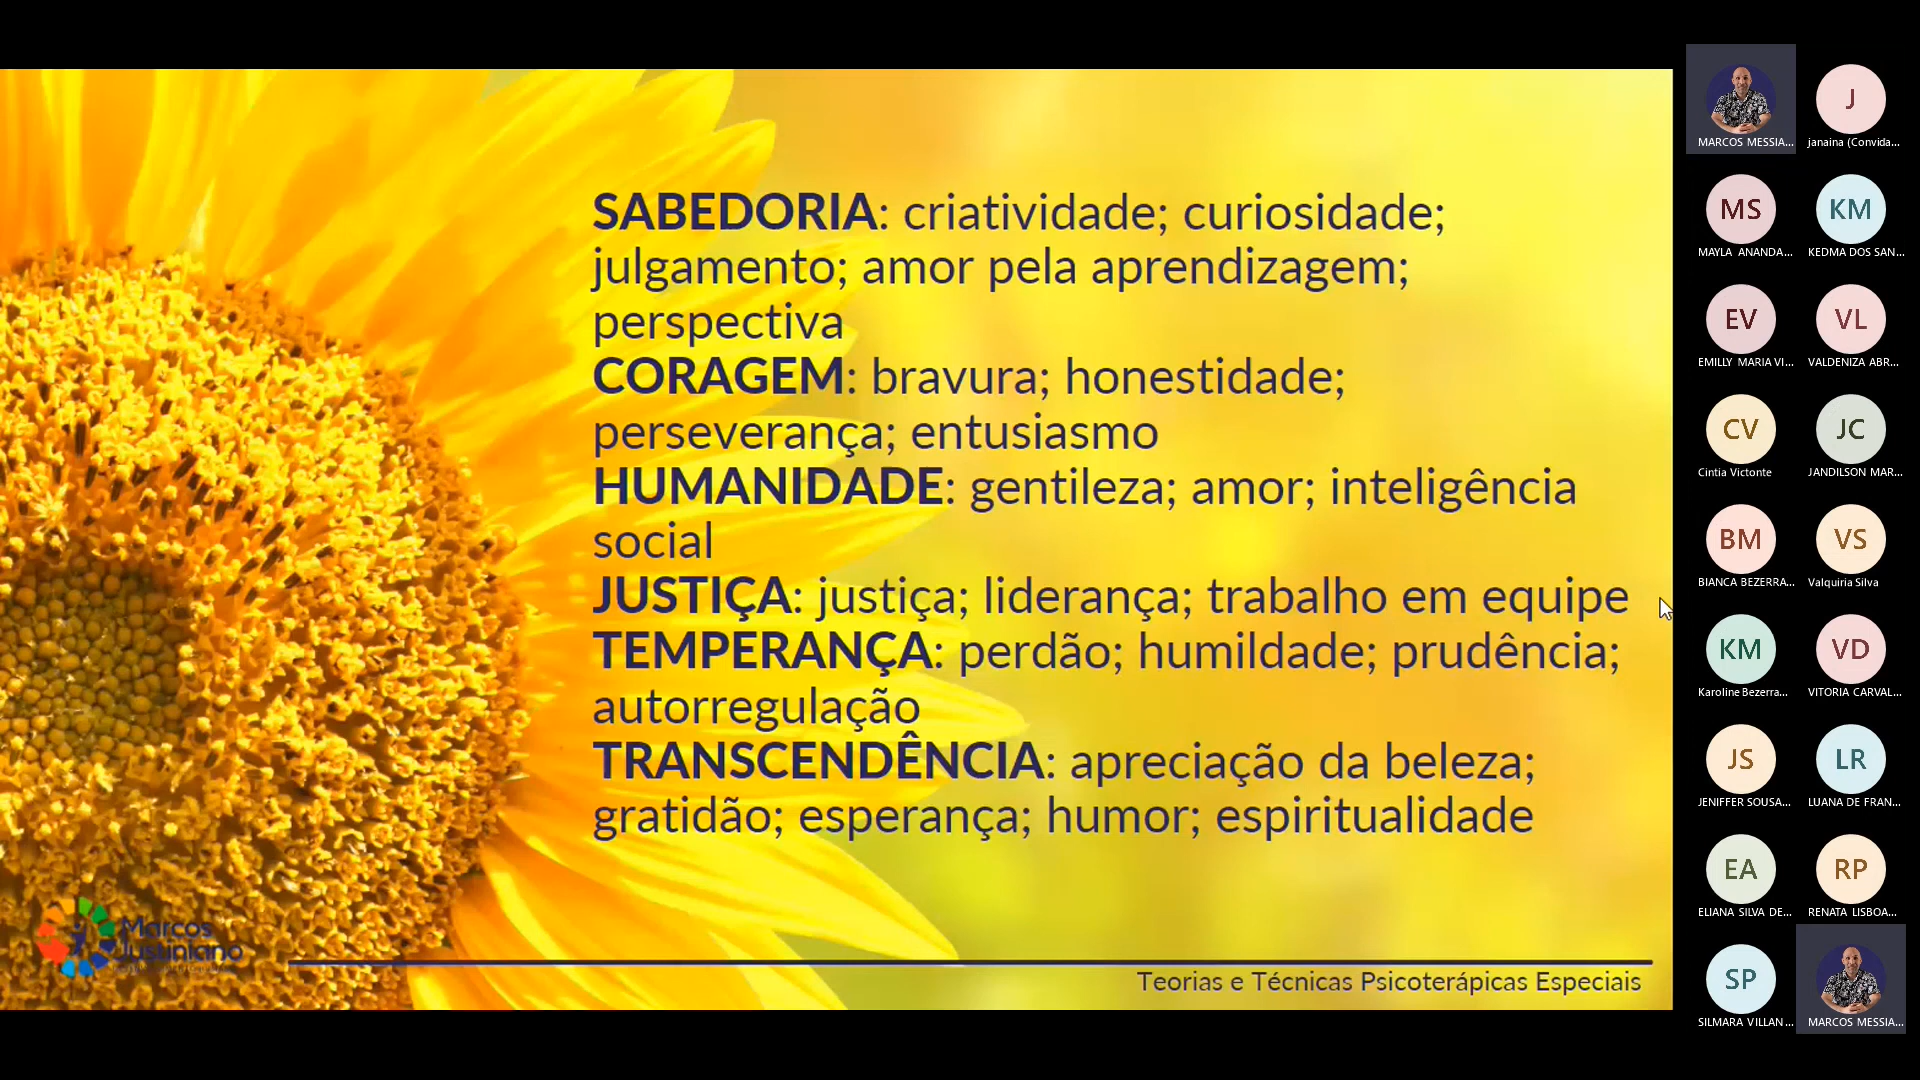 SABEDORIA: criatividade; curiosidade;
julgamento; amor pela aprendizagem;
perspectiva
CORAGEM: bravura; honestidade;
perseverança; entusiasmo
HUMANIDADE: gentileza; amor; inteligência
social
JUSTIÇA: justiça; liderança; trabalho em equipe
TEMPERANÇA: perdão; humildade; prudência;
autorregulação
TRANSCENDÊNCIA: apreciação da beleza;
gratidão; esperança; humor; espiritualidade
Marcos
Justiniano
Teorias e Técnicas Psicoterápicas Especiais
MARCOS MESSIA...
J
janaina (Convida...
MS
MAYLA ANANDA...
KM
KEDMA DOS SAN...
EV
EMILLY MARIA VI...
VL
VALDENIZA ABR...
CV
Cintia Victonte
JC
JANDILSON MAR...
BM
BIANCA BEZERRA...
VS
Valquiria Silva
KM
Karoline Bezerra...
VD
VITORIA CARVAL...
JS
JENIFFER SOUSA...
LR
LUANA DE FRAN...
EA
ELIANA SILVA DE...
RP
RENATA LISBOA...
SP
SILMARA VILLAN...
MARCOS MESSIA...